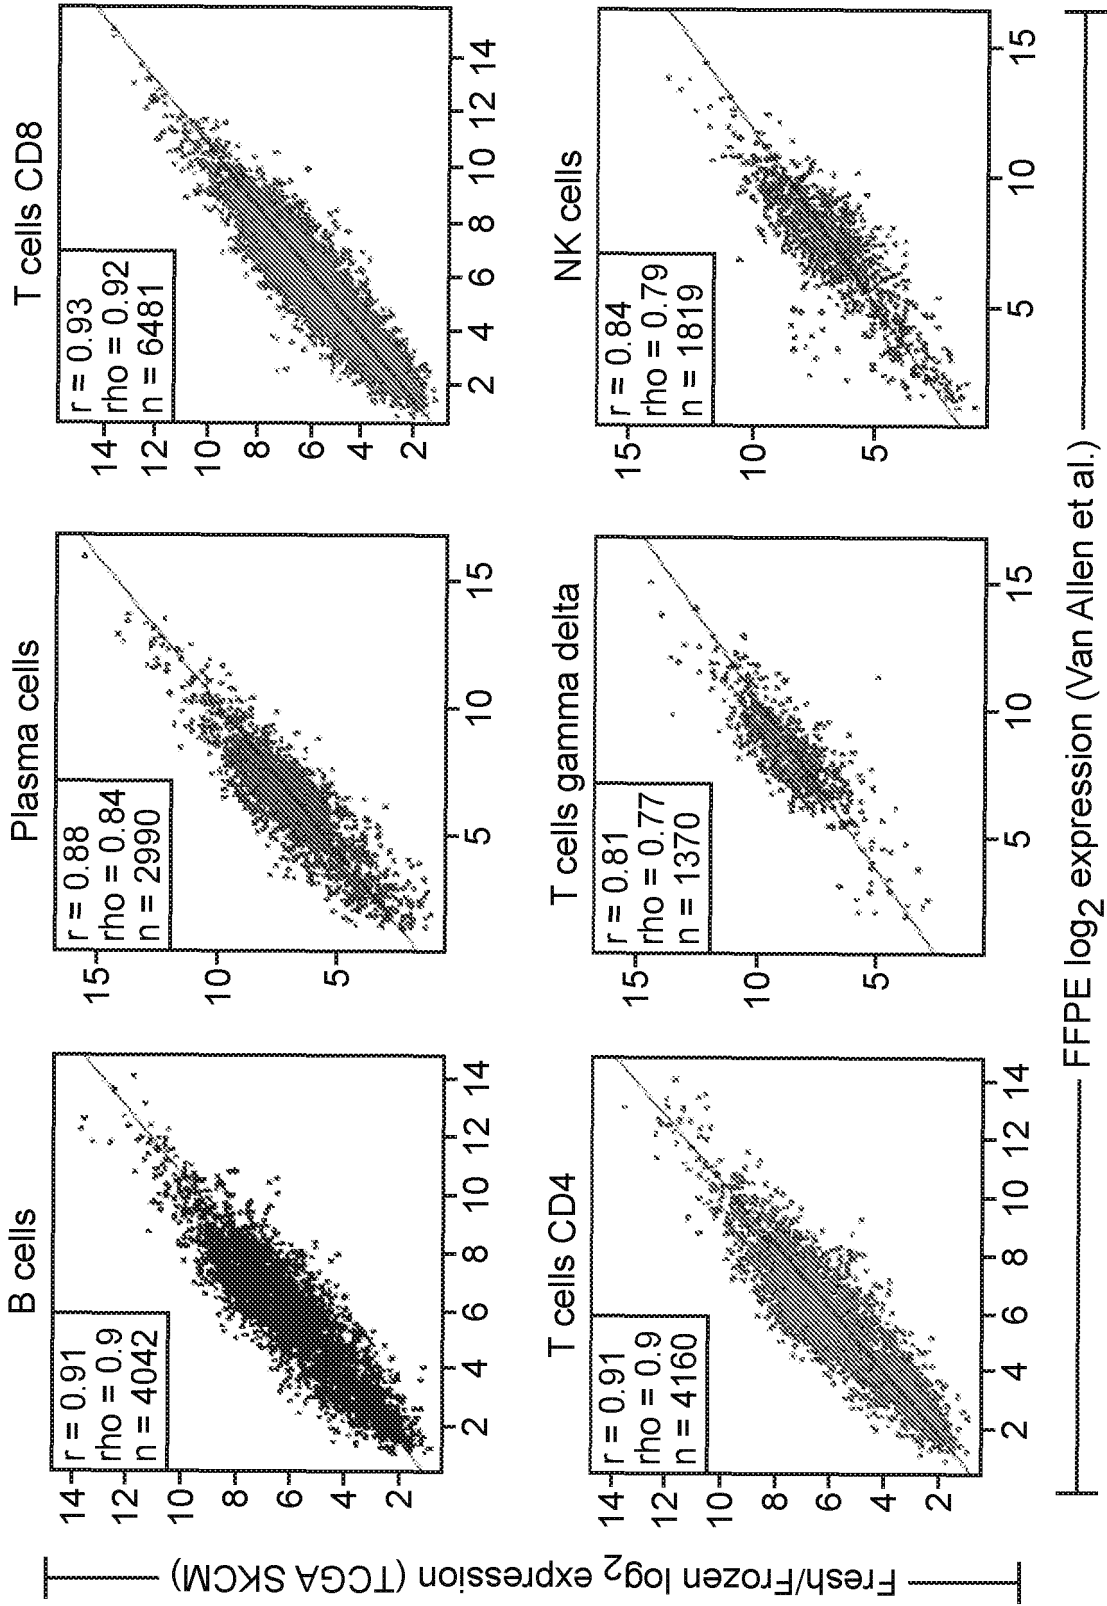 B cells
r = 0.91
rho = 0.9
n = 4042
14
12
10
8
6
4
2
2 4 6 8 10 12 14
Plasma cells
r = 0.88
rho = 0.84
n = 2990
15
10
5
5 10 15
T cells CD8
r = 0.93
rho = 0.92
n = 6481
14
12
10
8
6
4
2
2 4 6 8 10 12 14
T cells CD4
r = 0.91
rho = 0.9
n = 4160
14
12
10
8
6
4
2
2 4 6 8 10 12 14
T cells gamma delta
r = 0.81
rho = 0.77
n = 1370
15
10
5
5 10 15
NK cells
r = 0.84
rho = 0.79
n = 1819
15
10
5
5 10 15
Fresh/Frozen log2 expression (TCGA SKCM)
FFPE log2 expression (Van Allen et al.)